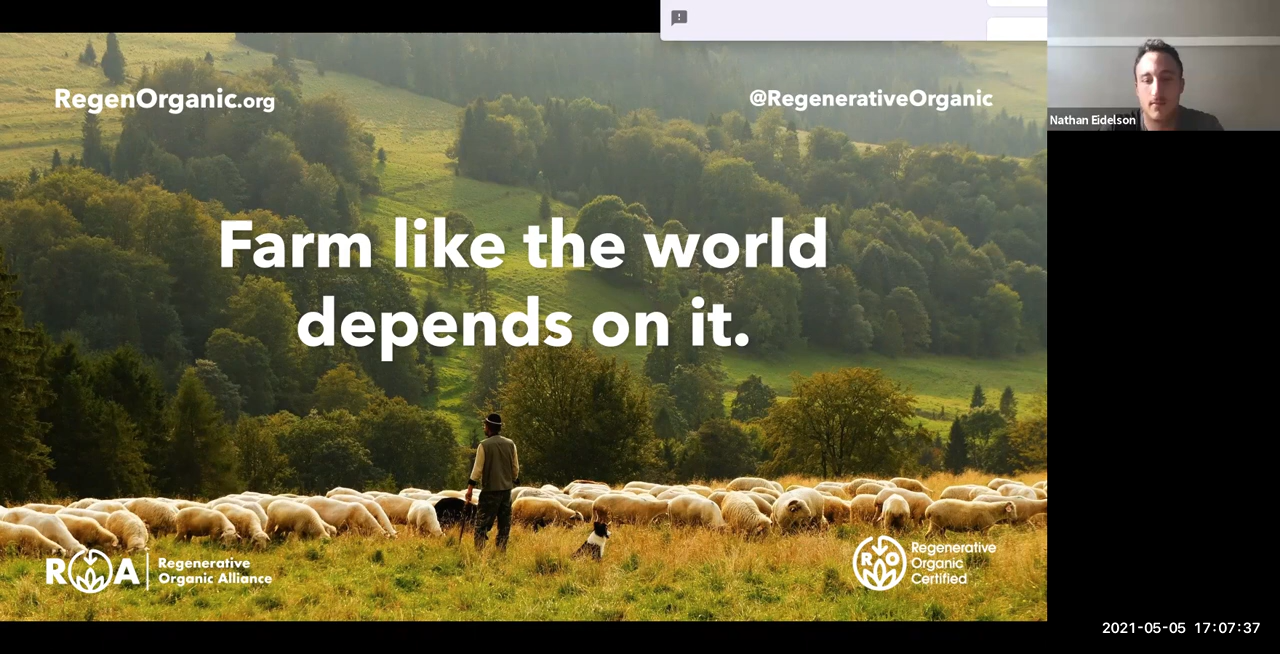 RegenOrganic.org
@RegenerativeOrganic
Nathan Eidelson
Farm like the world
depends on it.
ROA
Regenerative
Organic Alliance
RO
Regenerative
Organic
Certified
2021-05-05 17:07:37